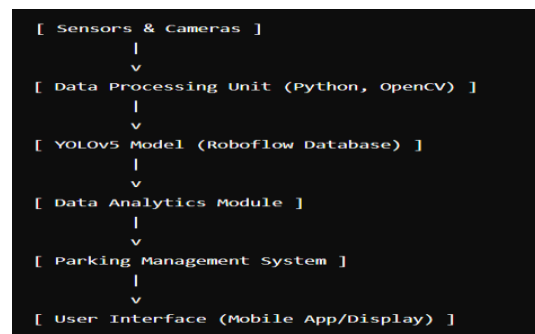 [ Sensors & Cameras ]
|
v
[ Data Processing Unit (Python, OpenCV) ]
|
v
[ YOLOv5 Model (Roboflow Database) ]
|
v
[ Data Analytics Module ]
|
v
[ Parking Management System ]
|
v
[ User Interface (Mobile App/Display) ]